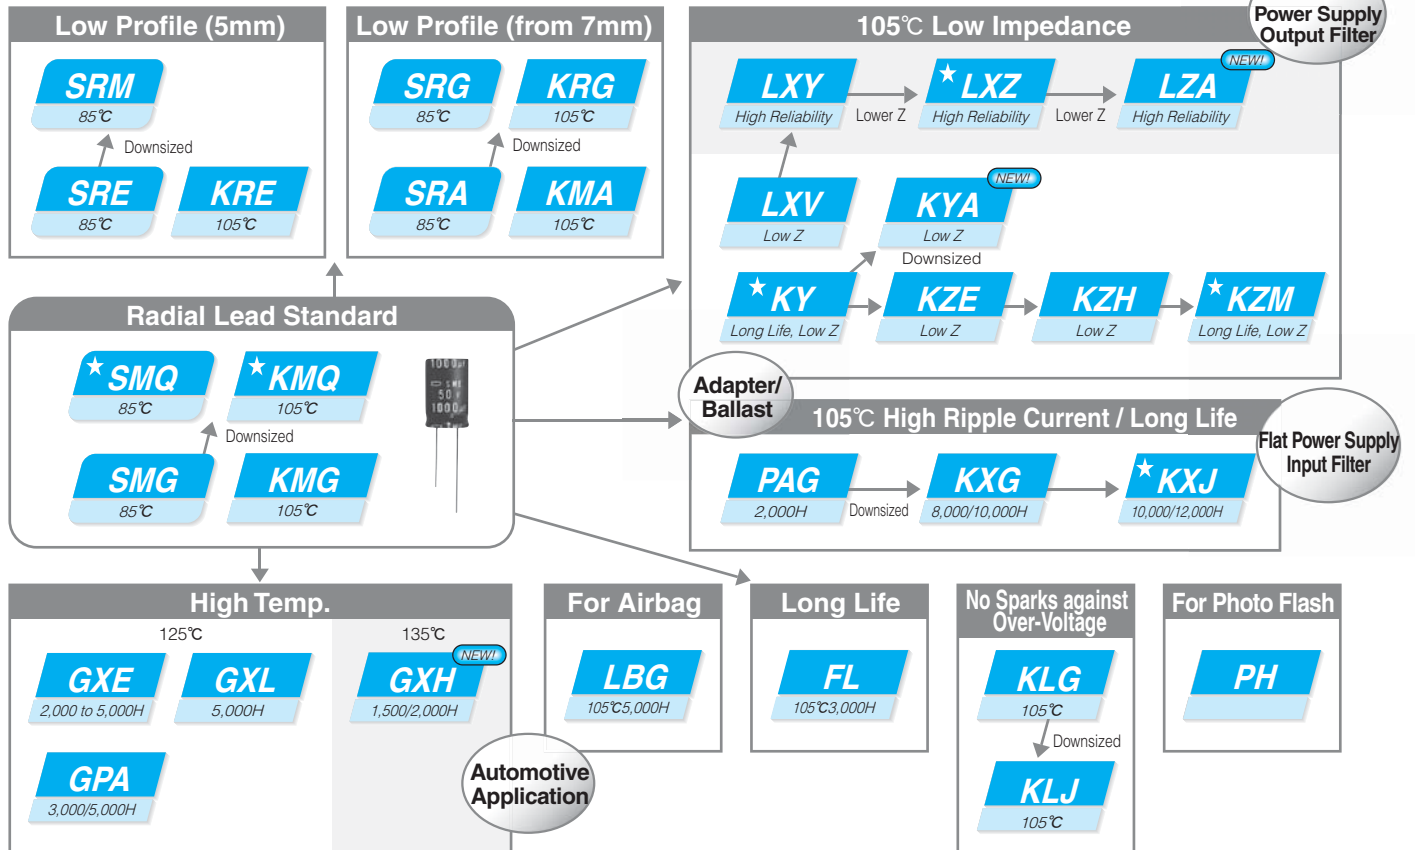 Low Profile (5mm)
SRM
85℃
Downsized
SRE
85℃
KRE
105℃
Low Profile (from 7mm)
SRG
85℃
KRG
105℃
Downsized
SRA
85℃
KMA
105℃
Power Supply
Output Filter
105℃ Low Impedance
LXY
High Reliability
Lower Z
★LXZ
High Reliability
Lower Z
NEW!
LZA
High Reliability
LXV
Low Z
NEW!
KYA
Low Z
Downsized
★KY
Long Life, Low Z
KZE
Low Z
KZH
Low Z
★KZM
Long Life, Low Z
Radial Lead Standard
★SMQ
85℃
★KMQ
105℃
Downsized
SMG
85℃
KMG
105℃
50
1000
Adapter/
Ballast
105℃ High Ripple Current / Long Life
Flat Power Supply
Input Filter
PAG
2,000H
Downsized
KXG
8,000/10,000H
★KXJ
10,000/12,000H
High Temp.
125℃
135℃
GXE
2,000 to 5,000H
GXL
5,000H
NEW!
GXH
1,500/2,000H
GPA
3,000/5,000H
Automotive
Application
For Airbag
LBG
105℃5,000H
Long Life
FL
105℃3,000H
No Sparks against
Over-Voltage
KLG
105℃
Downsized
KLJ
105℃
For Photo Flash
PH